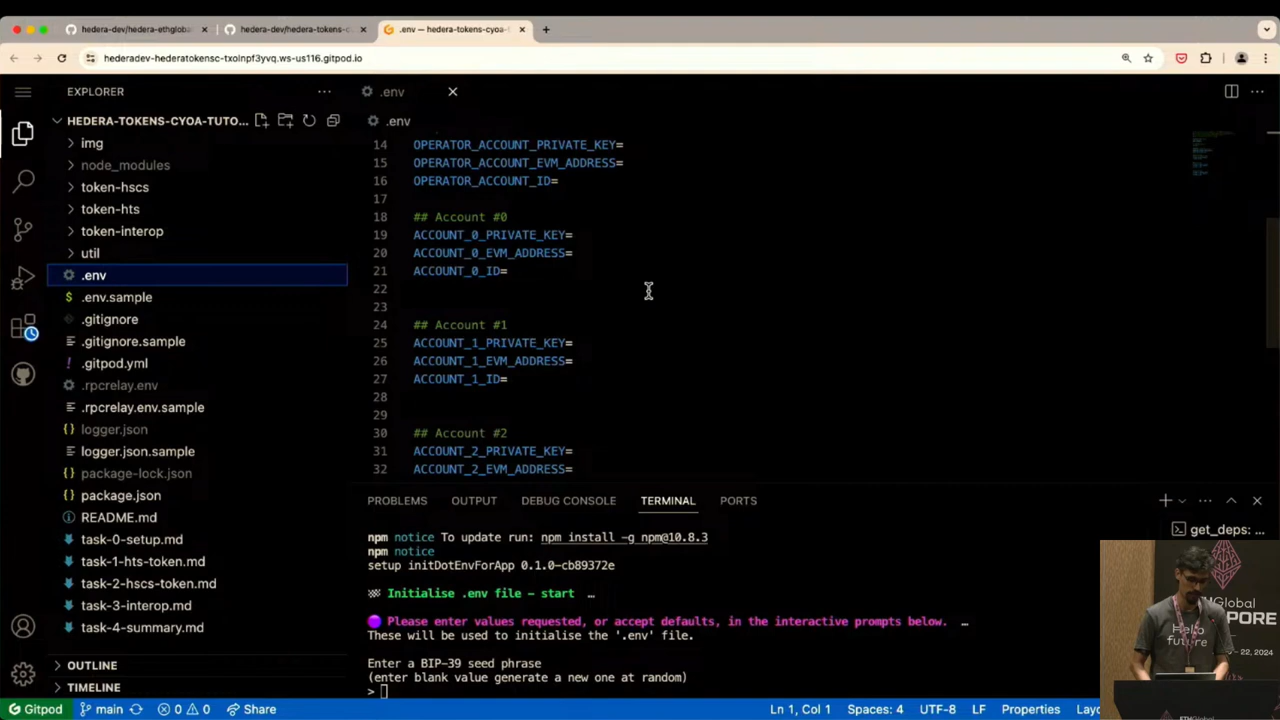 hedera-dev/hedera-ethglobal
hedera-dev/hedera-tokens-c
.env — hedera-tokens-cyoa-t
hederadev-hederatokensc-txolnpf3yvq.ws-us116.gitpod.io
EXPLORER
.env
HEDERA-TOKENS-CYOA-TUTO...
.env
img
node_modules
token-hscs
token-hts
token-interop
util
.env
.env.sample
.gitignore
.gitignore.sample
.gitpod.yml
.rpcrelay.env
.rpcrelay.env.sample
logger.json
logger.json.sample
package-lock.json
package.json
README.md
task-0-setup.md
task-1-hts-token.md
task-2-hscs-token.md
task-3-interop.md
task-4-summary.md
OUTLINE
TIMELINE
14 OPERATOR_ACCOUNT_PRIVATE_KEY=
15 OPERATOR_ACCOUNT_EVM_ADDRESS=
16 OPERATOR_ACCOUNT_ID=
17
18 ## Account #0
19 ACCOUNT_0_PRIVATE_KEY=
20 ACCOUNT_0_EVM_ADDRESS=
21 ACCOUNT_0_ID=
22
23
24 ## Account #1
25 ACCOUNT_1_PRIVATE_KEY=
26 ACCOUNT_1_EVM_ADDRESS=
27 ACCOUNT_1_ID=
28
29
30 ## Account #2
31 ACCOUNT_2_PRIVATE_KEY=
32 ACCOUNT_2_EVM_ADDRESS=
PROBLEMS OUTPUT DEBUG CONSOLE TERMINAL PORTS
get_deps: ...
npm notice To update run: npm install -g npm@10.8.3
npm notice
setup initDotEnvForApp 0.1.0-cb89372e
Initialise .env file - start …
Please enter values requested, or accept defaults, in the interactive prompts below. …
These will be used to initialise the '.env' file.
Enter a BIP-39 seed phrase
(enter blank value generate a new one at random)
>
Gitpod main 0 0 Share Ln 1, Col 1 Spaces: 4 UTF-8 LF Properties Layo
Hello
future
Global
PORE
22, 2024